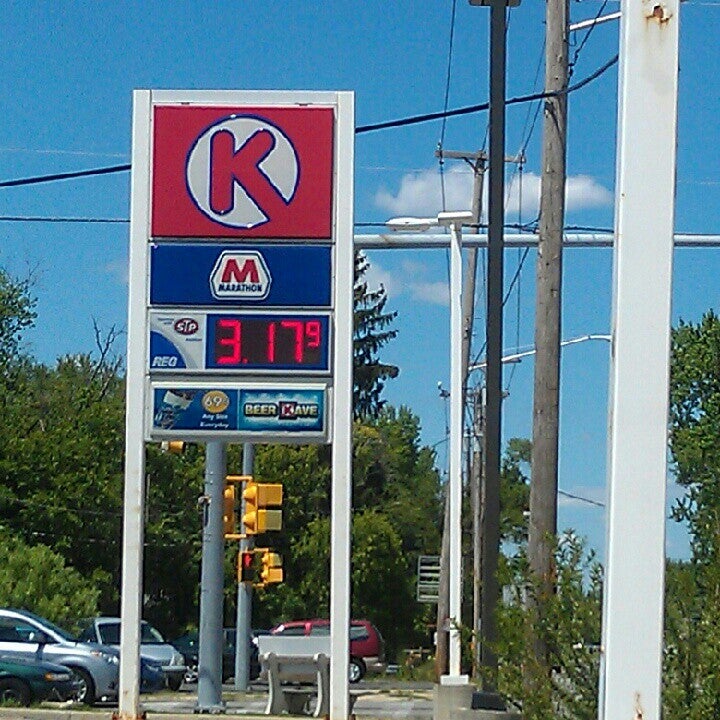 K
M
MARATHON
STP
REG
3.17 9
69¢
Any Size
Everyday
BEER KAVE